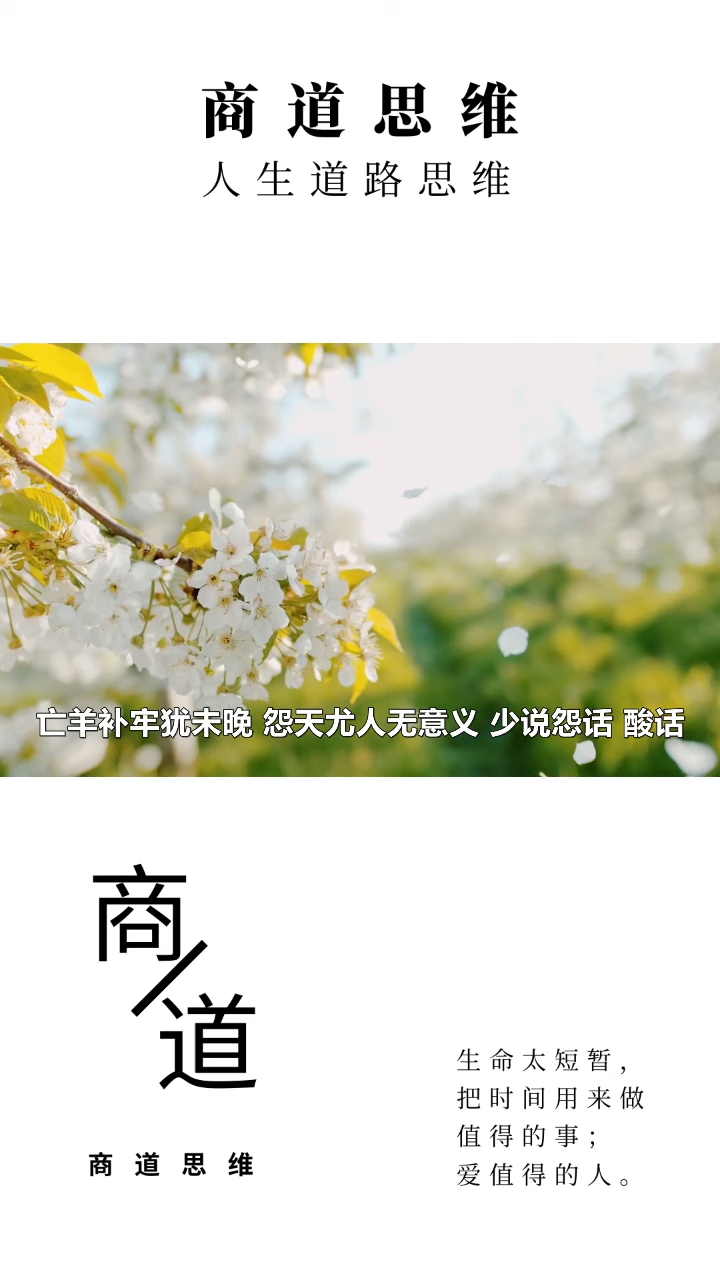 商道思维
人生道路思维
亡羊补牢犹未晚 怨天尤人无意义 少说怨话 酸话
商/道
商道思维
生命太短暂，
把时间用来做
值得的事；
爱值得的人。